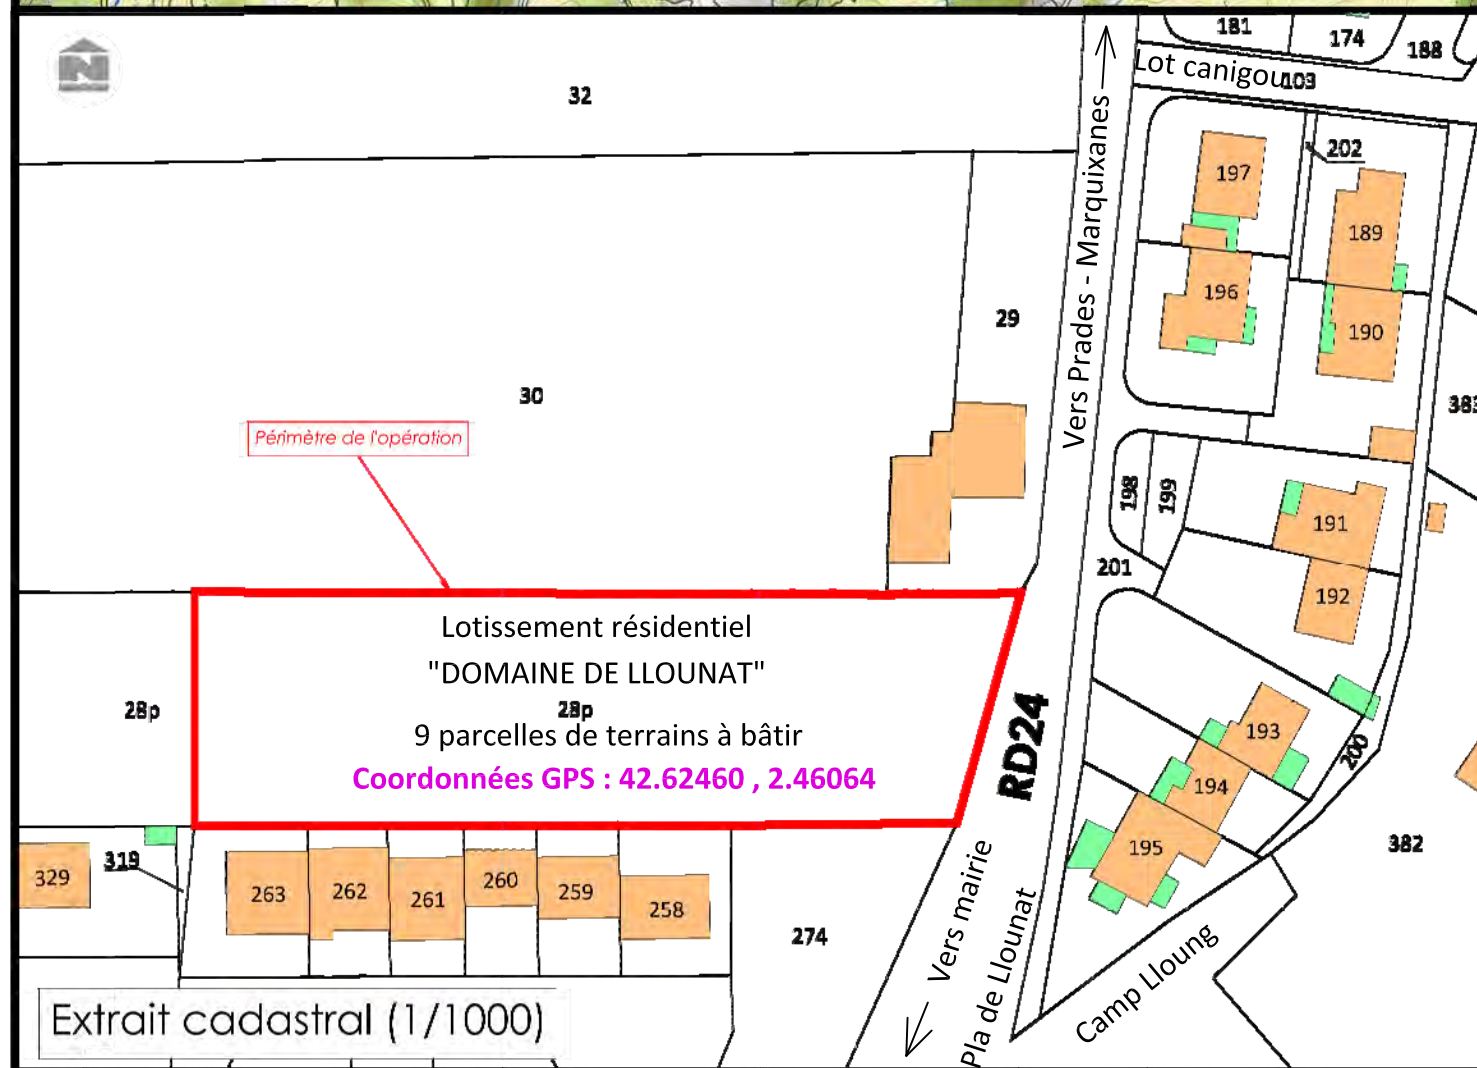 N
181
174
188
Lot canigou
103
32
202
197
189
Vers Prades - Marquixanes
29
196
190
30
383
Périmètre de l'opération
198
199
191
201
192
Lotissement résidentiel
"DOMAINE DE LLOUNAT"
28p
28p
9 parcelles de terrains à bâtir
Coordonnées GPS : 42.62460 , 2.46064
RD24
193
200
194
195
382
319
329
263
262
261
260
259
258
274
Vers mairie
Pla de Llounat
Camp Lloung
Extrait cadastral (1/1000)